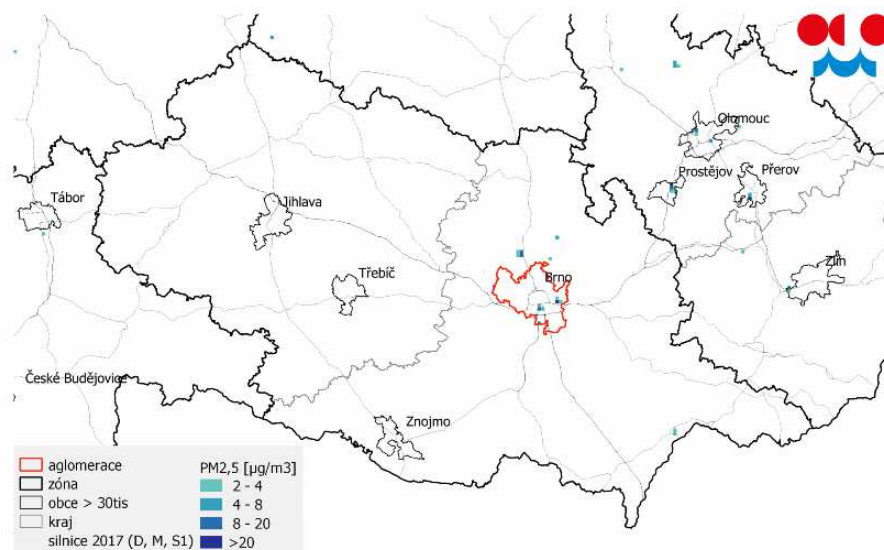 Olomouc
Prostějov
Přerov
Tábor
Jihlava
Třebíč
Brno
Zlín
České Budějovice
Znojmo
aglomerace
zóna
obce > 30tis
kraj
silnice 2017 (D, M, S1)
PM2,5 [µg/m3]
2 - 4
4 - 8
8 - 20
>20